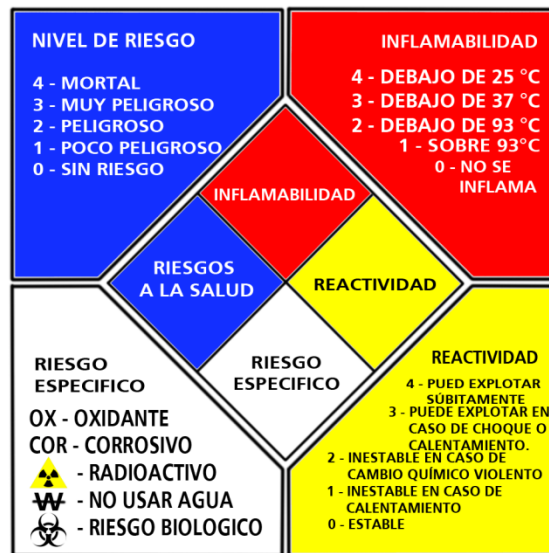 NIVEL DE RIESGO
4 - MORTAL
3 - MUY PELIGROSO
2 - PELIGROSO
1 - POCO PELIGROSO
0 - SIN RIESGO
INFLAMABILIDAD
4 - DEBAJO DE 25 °C
3 - DEBAJO DE 37 °C
2 - DEBAJO DE 93 °C
1 - SOBRE 93°C
0 - NO SE
INFLAMA
INFLAMABILIDAD
RIESGOS
A LA SALUD
REACTIVIDAD
RIESGO
ESPECIFICO
RIESGO
ESPECIFICO
OX - OXIDANTE
COR - CORROSIVO
- RADIOACTIVO
W - NO USAR AGUA
- RIESGO BIOLOGICO
REACTIVIDAD
4 - PUED EXPLOTAR
SÚBITAMENTE
3 - PUEDE EXPLOTAR EN
CASO DE CHOQUE O
CALENTAMIENTO.
2 - INESTABLE EN CASO DE
CAMBIO QUÍMICO VIOLENTO
1 - INESTABLE EN CASO DE
CALENTAMIENTO
0 - ESTABLE